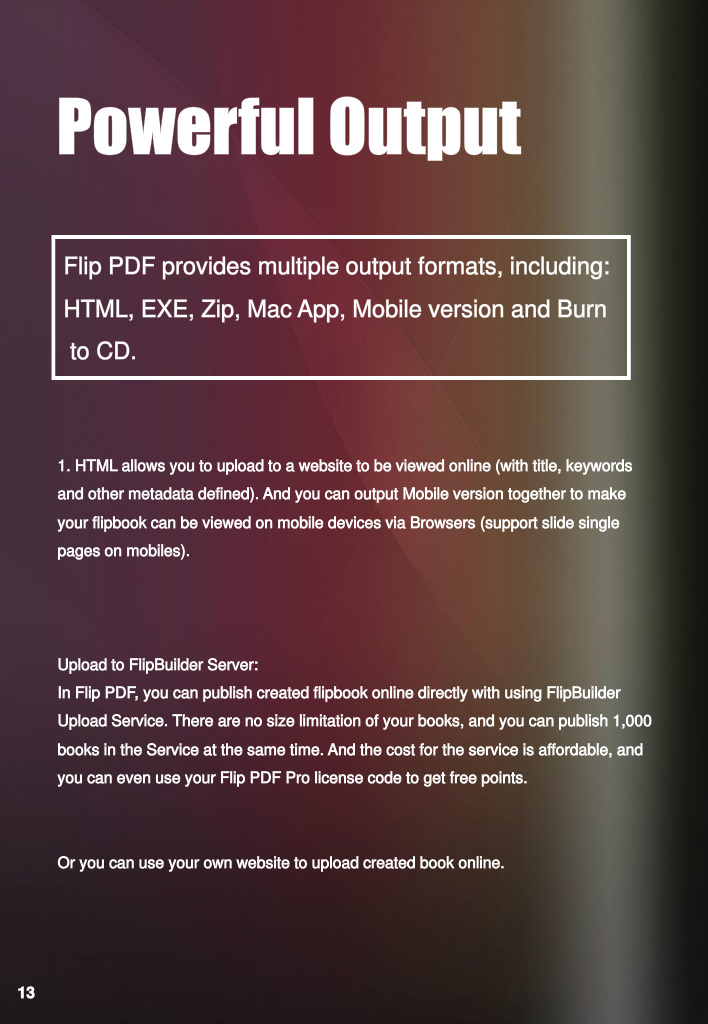 Powerful Output
Flip PDF provides multiple output formats, including:
HTML, EXE, Zip, Mac App, Mobile version and Burn
to CD.
1. HTML allows you to upload to a website to be viewed online (with title, keywords
and other metadata defined). And you can output Mobile version together to make
your flipbook can be viewed on mobile devices via Browsers (support slide single
pages on mobiles).
Upload to FlipBuilder Server:
In Flip PDF, you can publish created flipbook online directly with using FlipBuilder
Upload Service. There are no size limitation of your books, and you can publish 1,000
books in the Service at the same time. And the cost for the service is affordable, and
you can even use your Flip PDF Pro license code to get free points.
Or you can use your own website to upload created book online.
13